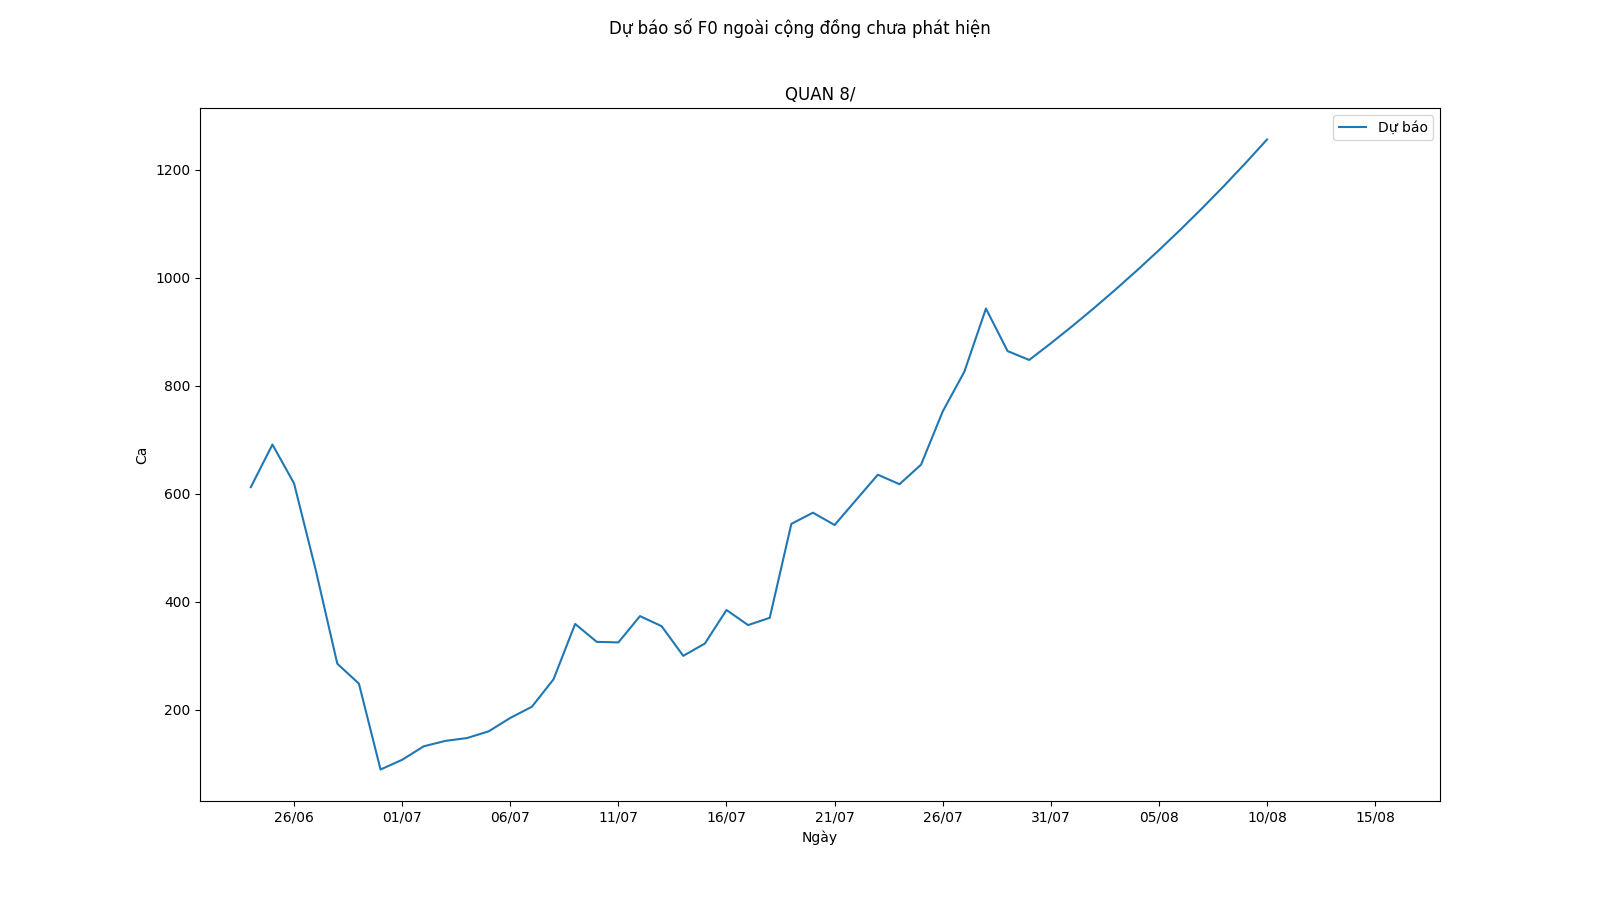 Dự báo số F0 ngoài cộng đồng chưa phát hiện
QUAN 8/
Dự báo
1200
1000
800
600
400
200
Ca
26/06 01/07 06/07 11/07 16/07 21/07 26/07 31/07 05/08 10/08 15/08
Ngày